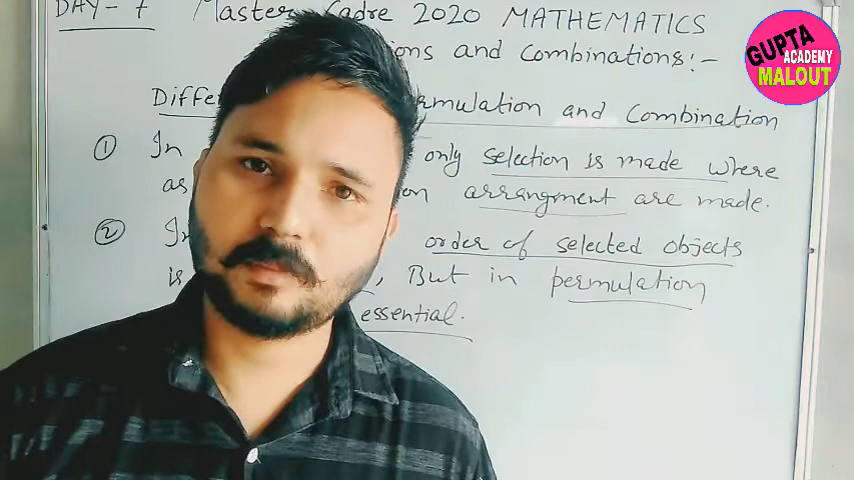 DAY- 7 Master Cadre 2020 MATHEMATICS
ions and Combinations:-
Diffe rmulation and Combination
① In only selection is made where
as ion arrangment are made.
② In order of selected objects
is , But in permulation
essential.
GUPTA
ACADEMY
MALOUT